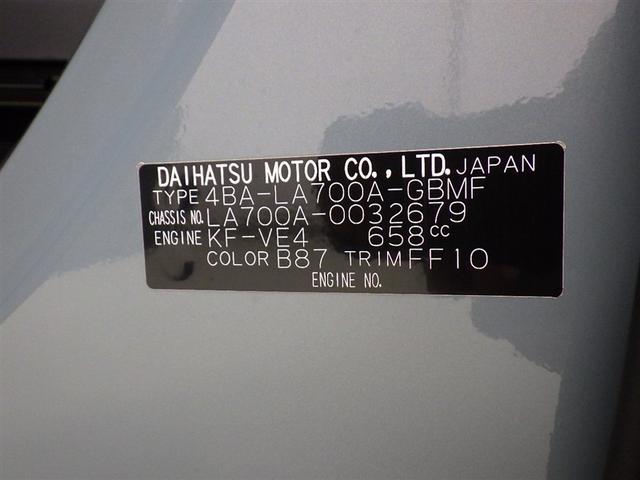 DAIHATSU MOTOR CO., LTD. JAPAN
TYPE 4BA-LA700A-GBMF
CHASSIS NO. LA700A-0032679
ENGINE KF-VE4 658cc
COLOR B87 TRIM FF10
ENGINE NO.